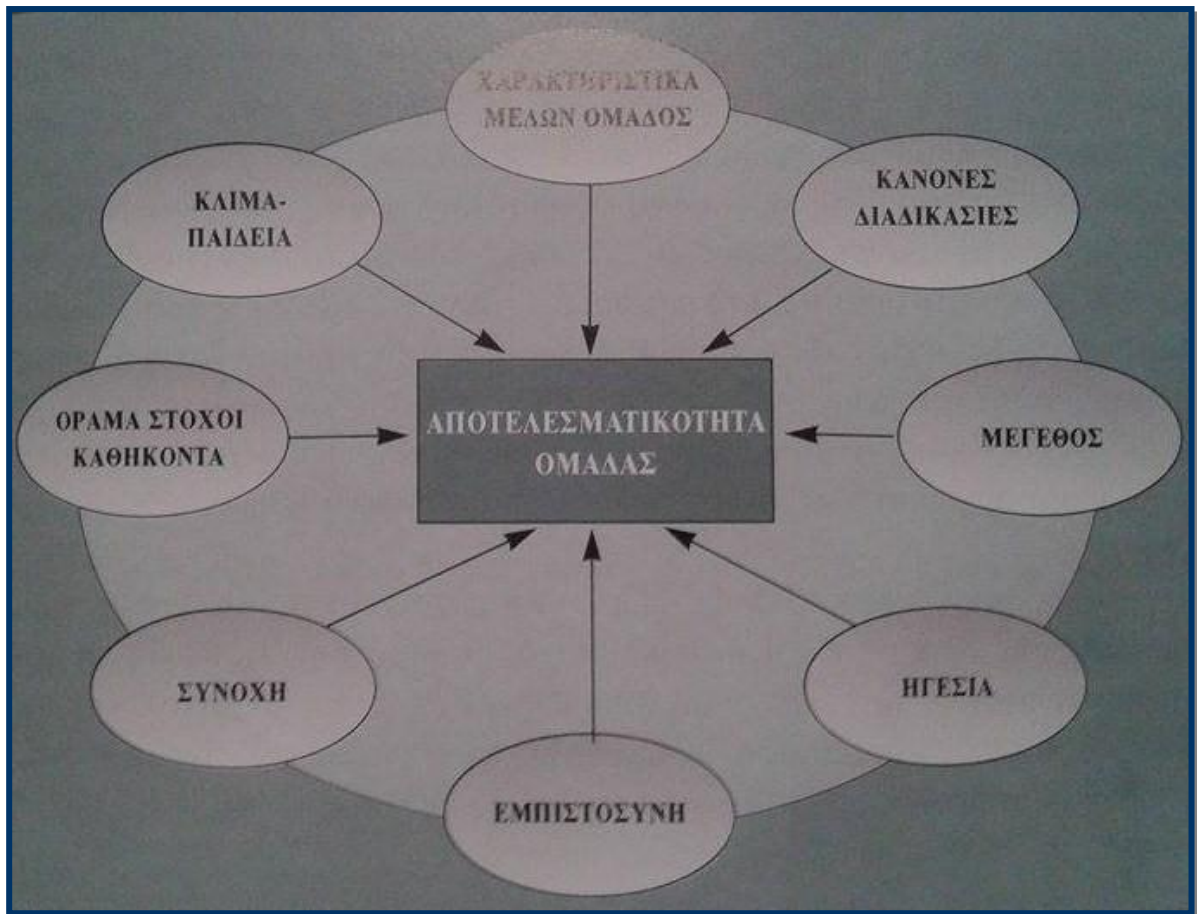 ΧΑΡΑΚΤΗΡΙΣΤΙΚΑ
ΜΕΛΩΝ ΟΜΑΔΟΣ
ΚΛΙΜΑ-
ΠΑΙΔΕΙΑ
ΚΑΝΟΝΕΣ
ΔΙΑΔΙΚΑΣΙΕΣ
ΟΡΑΜΑ ΣΤΟΧΟΙ
ΚΑΘΗΚΟΝΤΑ
ΑΠΟΤΕΛΕΣΜΑΤΙΚΟΤΗΤΑ
ΟΜΑΔΑΣ
ΜΕΓΕΘΟΣ
ΣΥΝΟΧΗ
ΗΓΕΣΙΑ
ΕΜΠΙΣΤΟΣΥΝΗ